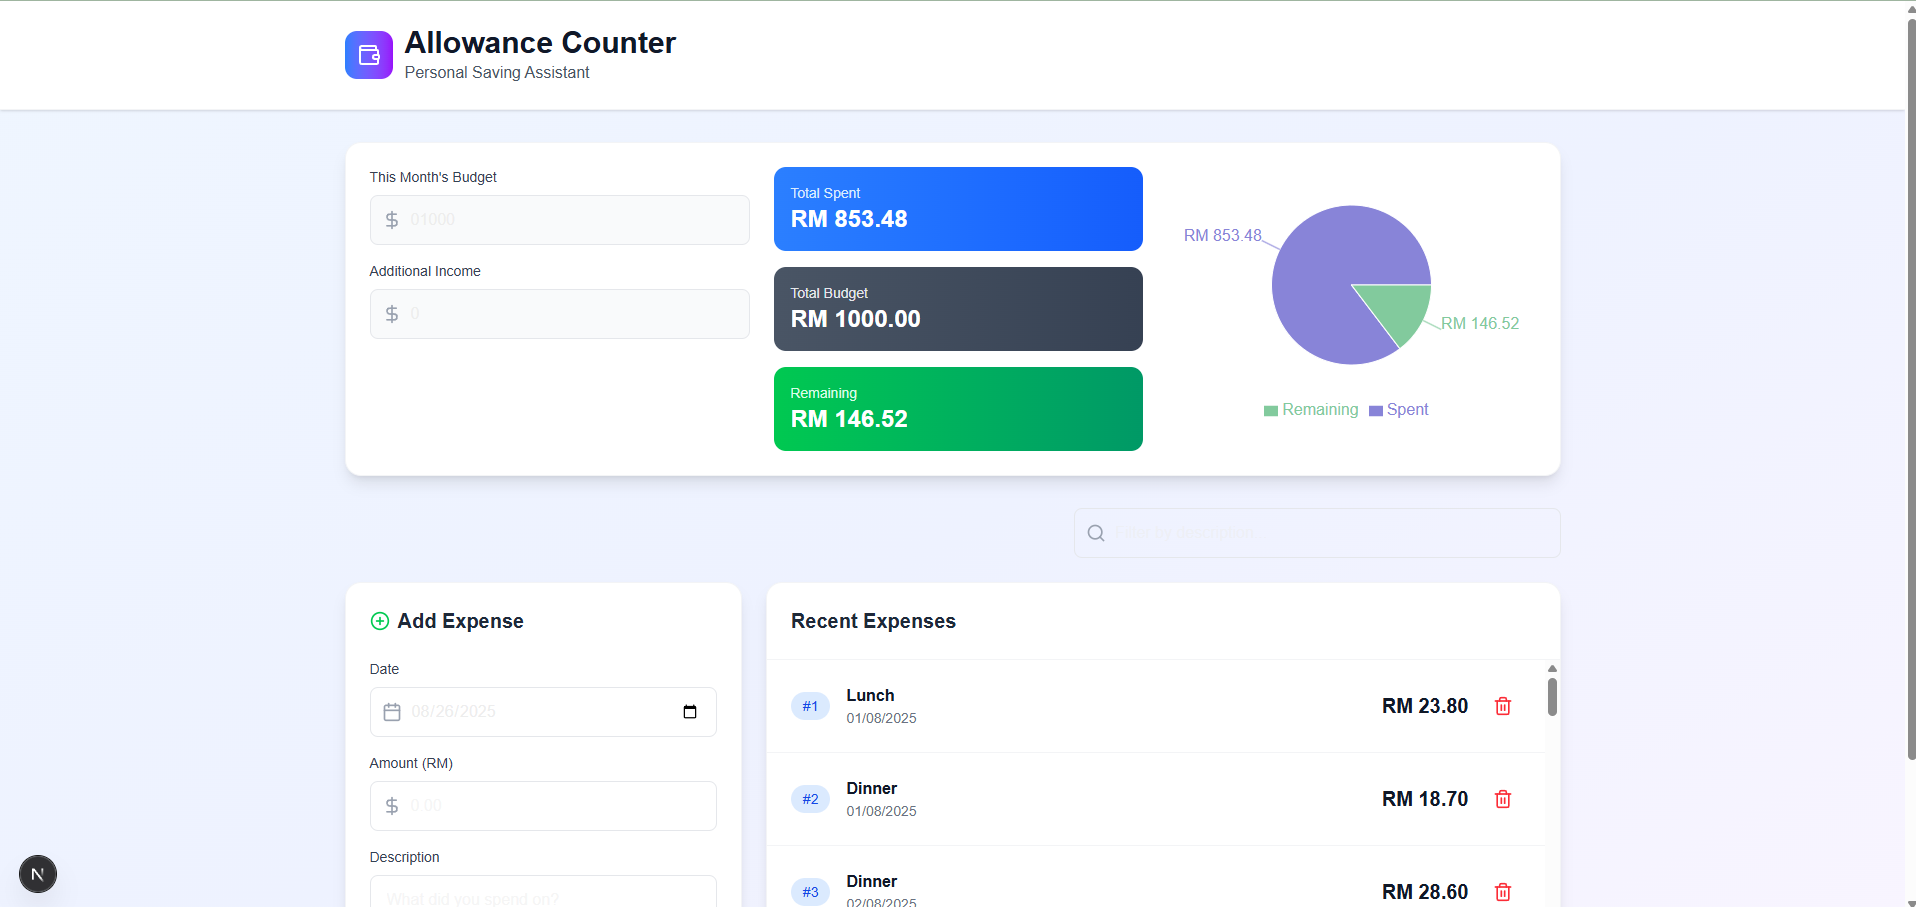 Allowance Counter
Personal Saving Assistant
This Month's Budget
$ 01000
Additional Income
$ 0
Total Spent
RM 853.48
Total Budget
RM 1000.00
Remaining
RM 146.52
RM 853.48
RM 146.52
Remaining
Spent
Filter by description
Add Expense
Date
08/26/2025
Amount (RM)
$ 0.00
Description
What did you spend on?
Recent Expenses
#1
Lunch
01/08/2025
RM 23.80
#2
Dinner
01/08/2025
RM 18.70
#3
Dinner
02/08/2025
RM 28.60
N